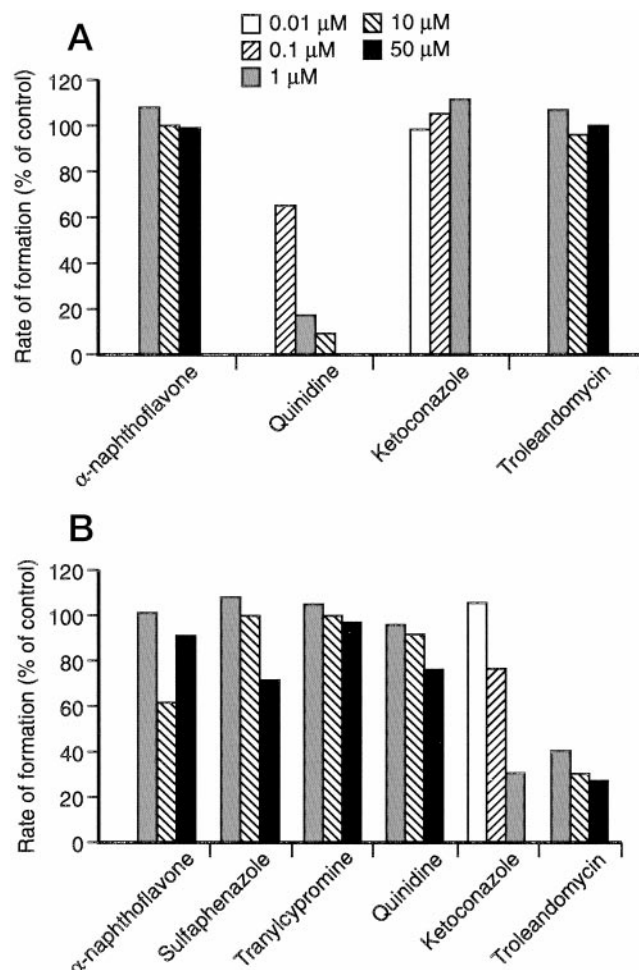 A
0.01 μM
0.1 μM
1 μM
10 μM
50 μM
Rate of formation (% of control)
120
100
80
60
40
20
0
α-naphthoflavone
Quinidine
Ketoconazole
Troleandomycin
B
Rate of formation (% of control)
120
100
80
60
40
20
0
α-naphthoflavone
Sulfaphenazole
Tranylcypromine
Quinidine
Ketoconazole
Troleandomycin